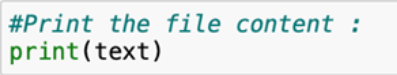 #Print the file content :
print(text)